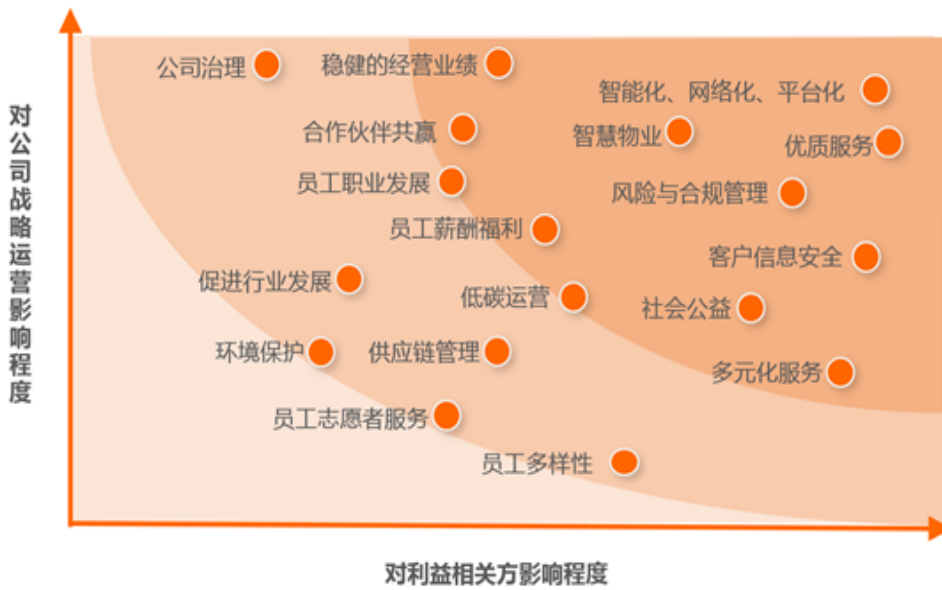 对公司战略运营影响程度
公司治理
稳健的经营业绩
智能化、网络化、平台化
合作伙伴共赢
智慧物业
优质服务
员工职业发展
风险与合规管理
员工薪酬福利
客户信息安全
促进行业发展
低碳运营
社会公益
环境保护
供应链管理
多元化服务
员工志愿者服务
员工多样性
对利益相关方影响程度